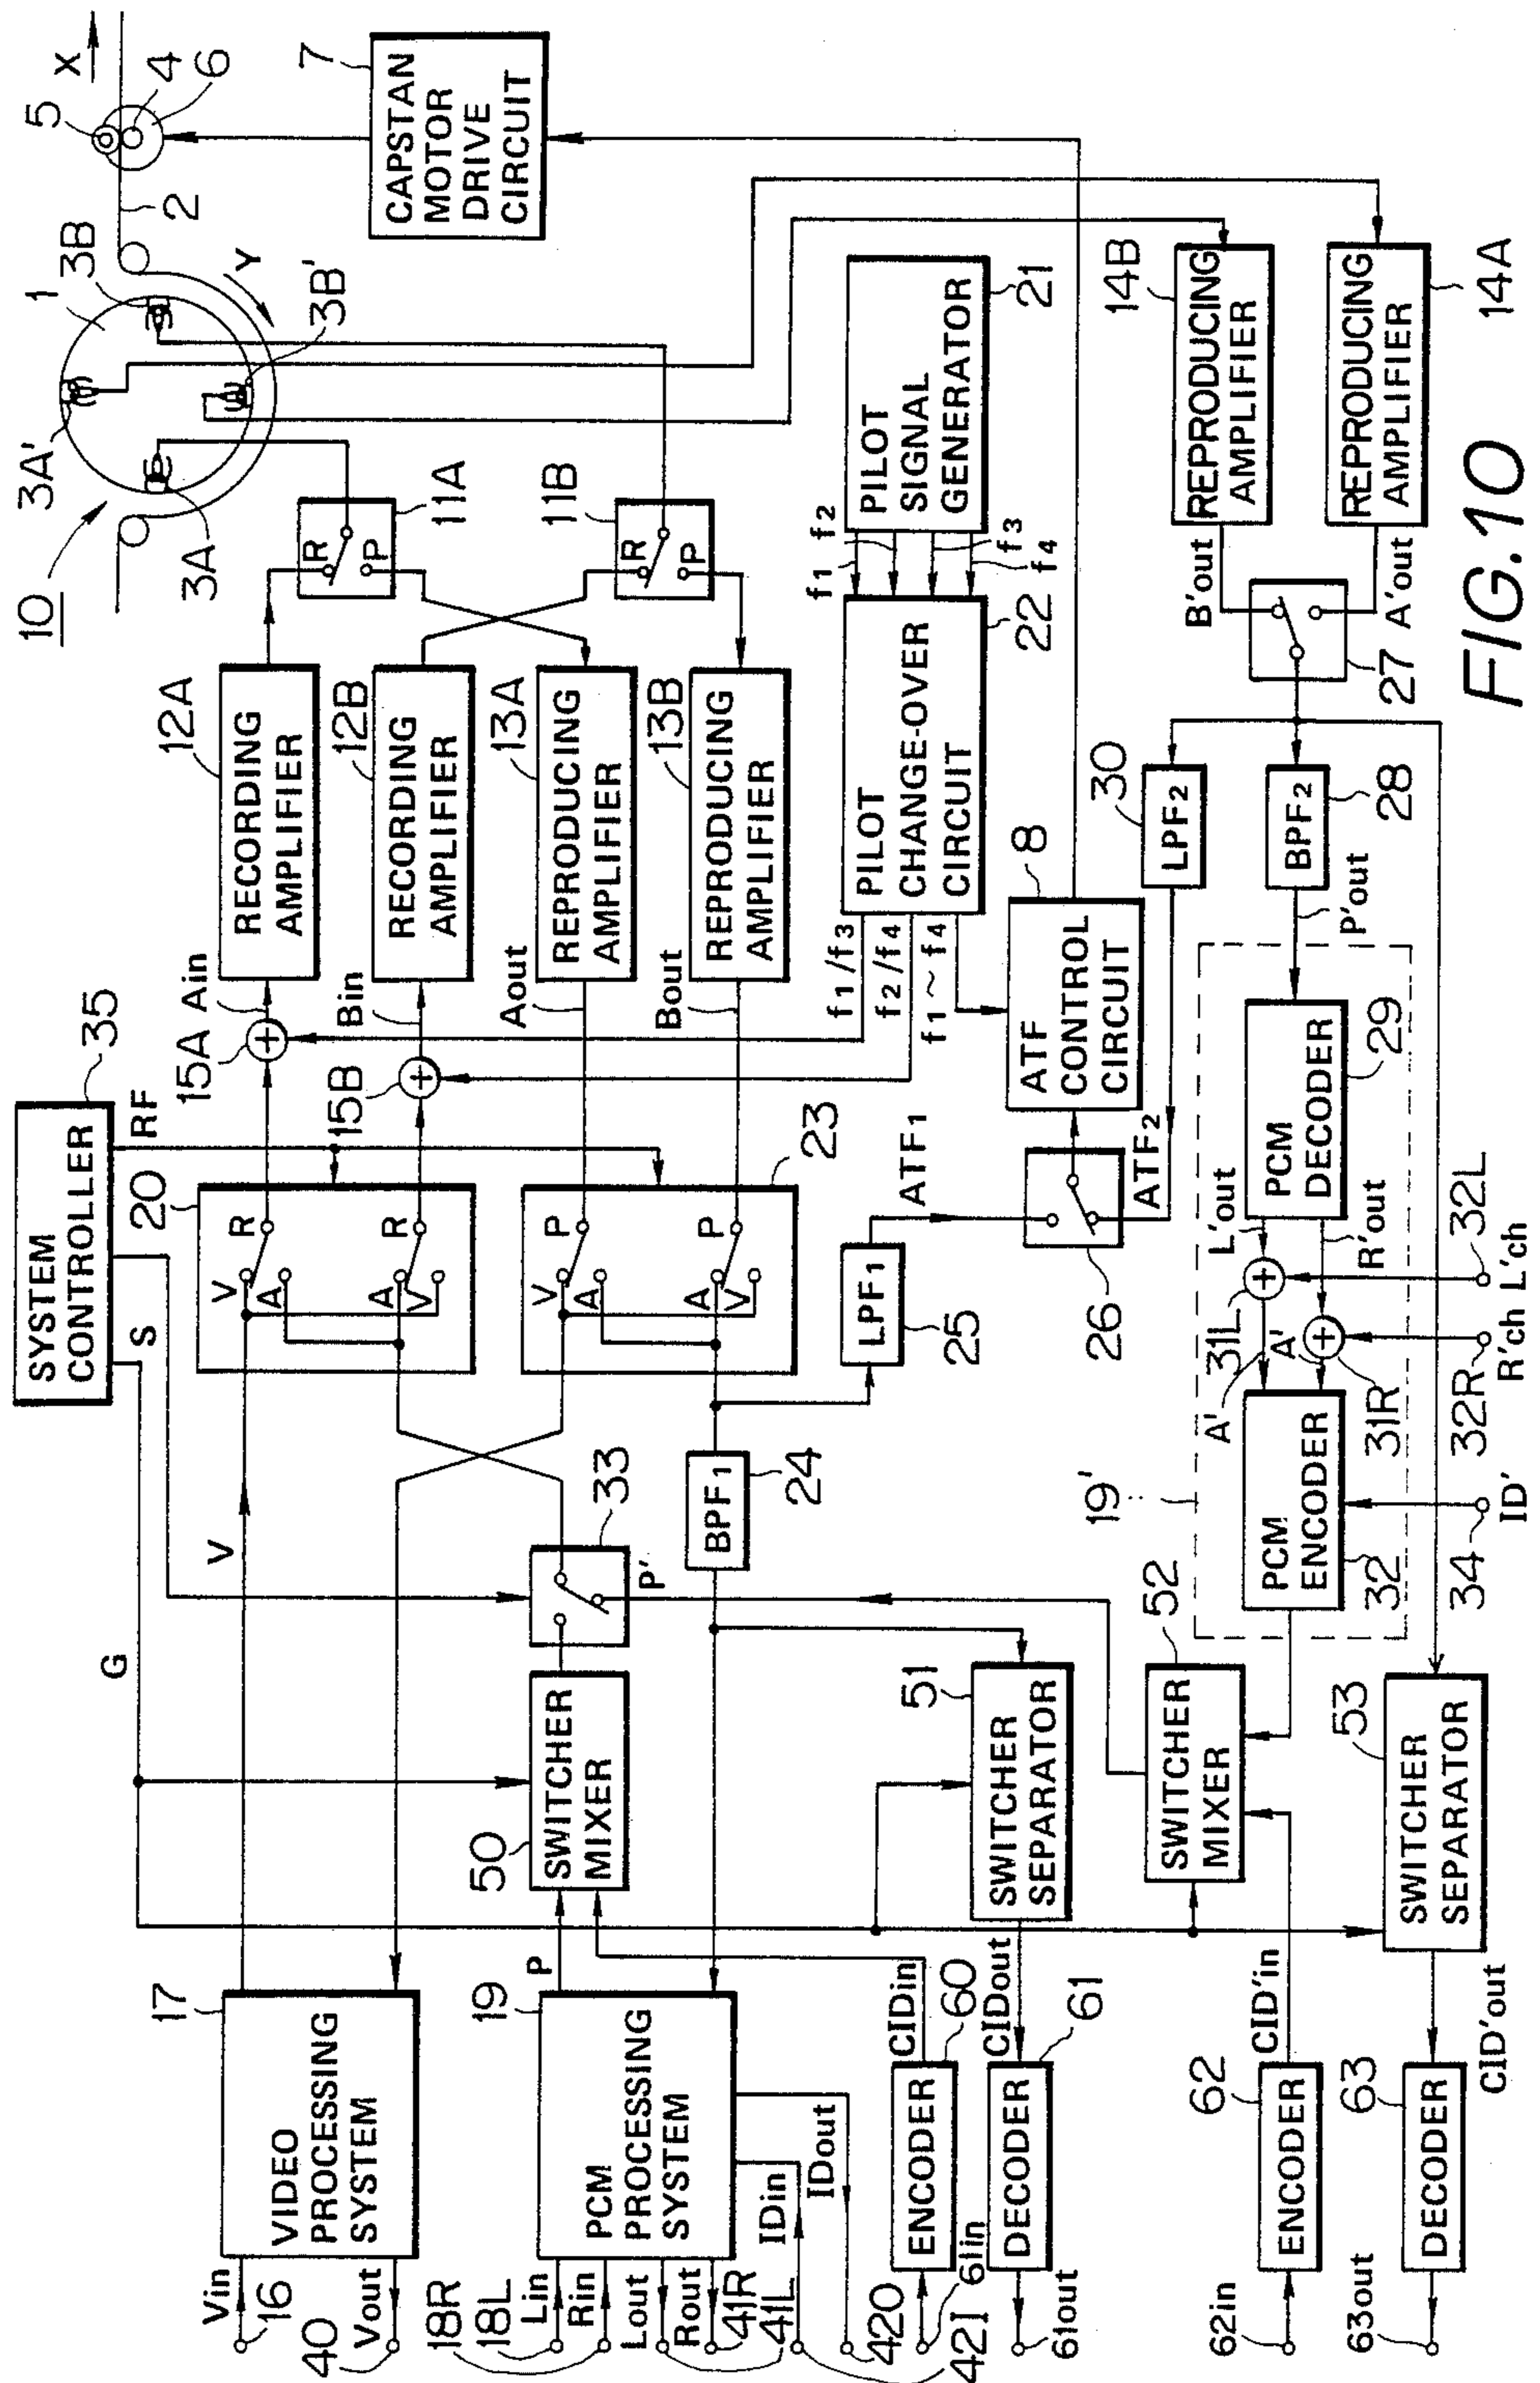 FIG.10
10
X
5
4
6
7
CAPSTAN
MOTOR
DRIVE
CIRCUIT
1
2
3B
Y
3B'
3A'
3A
11A
R
P
11B
R
P
12A
RECORDING
AMPLIFIER
12B
RECORDING
AMPLIFIER
13A
REPRODUCING
AMPLIFIER
13B
REPRODUCING
AMPLIFIER
PILOT
SIGNAL
GENERATOR
21
f1
f2
f3
f4
PILOT
CHANGE-OVER
CIRCUIT
22
f1/f3
f2/f4
f1~f4
14B
REPRODUCING
AMPLIFIER
REPRODUCING
AMPLIFIER
14A
B'out
A'out
27
30
LPF2
BPF2
28
P'out
8
ATF
CONTROL
CIRCUIT
35
SYSTEM
CONTROLLER
RF
S
G
15A
Ain
Bin
15B
Aout
Bout
20
V
R
A
A
R
V
23
V
P
A
A
P
V
ATF1
LPF1
25
26
ATF2
PCM
DECODER
29
L'out
R'out
31L
A'
A'
31R
32L
L'ch
32R
R'ch
PCM
ENCODER
32
34
ID'
19'
V
33
P'
BPF1
24
50
SWITCHER
MIXER
51
SWITCHER
SEPARATOR
52
SWITCHER
MIXER
53
SWITCHER
SEPARATOR
17
VIDEO
PROCESSING
SYSTEM
Vin
16
Vout
40
P
19
PCM
PROCESSING
SYSTEM
18R
18L
Lin
Rin
Lout
Rout
41R
41L
IDin
IDout
420
42I
CIDin
60
ENCODER
61in
CIDout
61
DECODER
61out
CID'in
62
ENCODER
62in
CID'out
63
DECODER
63out